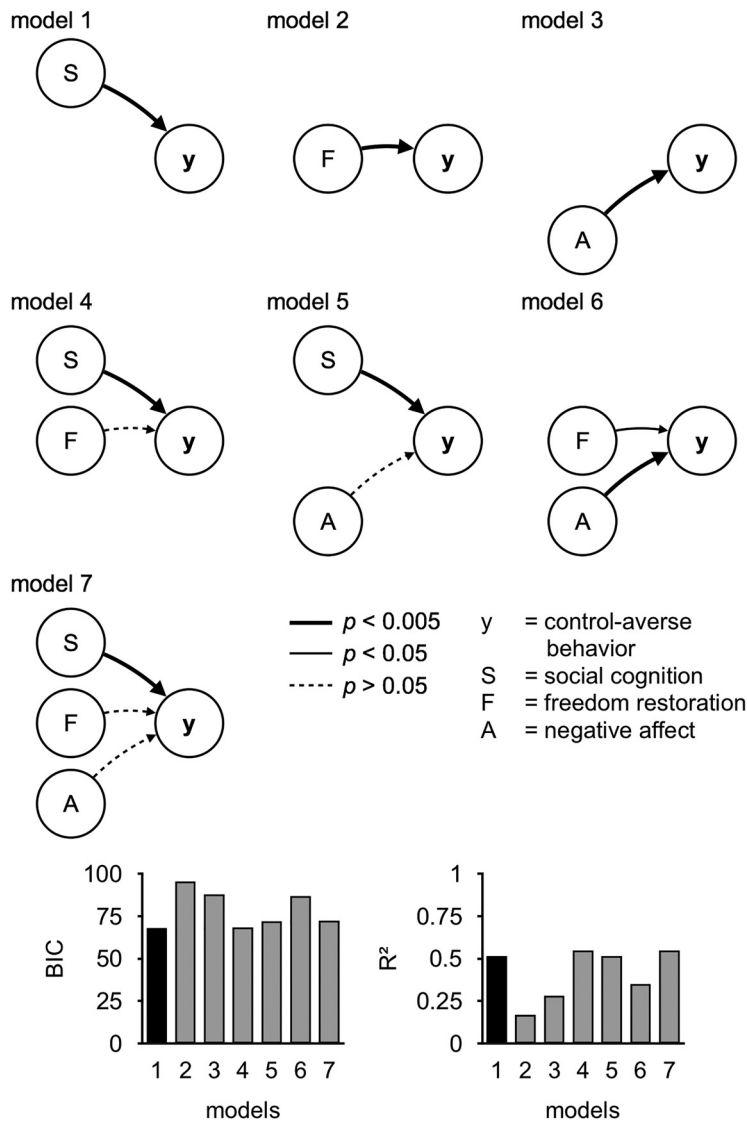 model 1
model 2
model 3
S
y
F
y
y
A
model 4
model 5
model 6
S
F
y
S
y
A
F
y
A
model 7
S
F
y
A
p < 0.005
p < 0.05
p > 0.05
y = control-averse
behavior
S = social cognition
F = freedom restoration
A = negative affect
100
75
50
25
0
BIC
1 2 3 4 5 6 7
models
1
0.75
0.5
0.25
0
R²
1 2 3 4 5 6 7
models